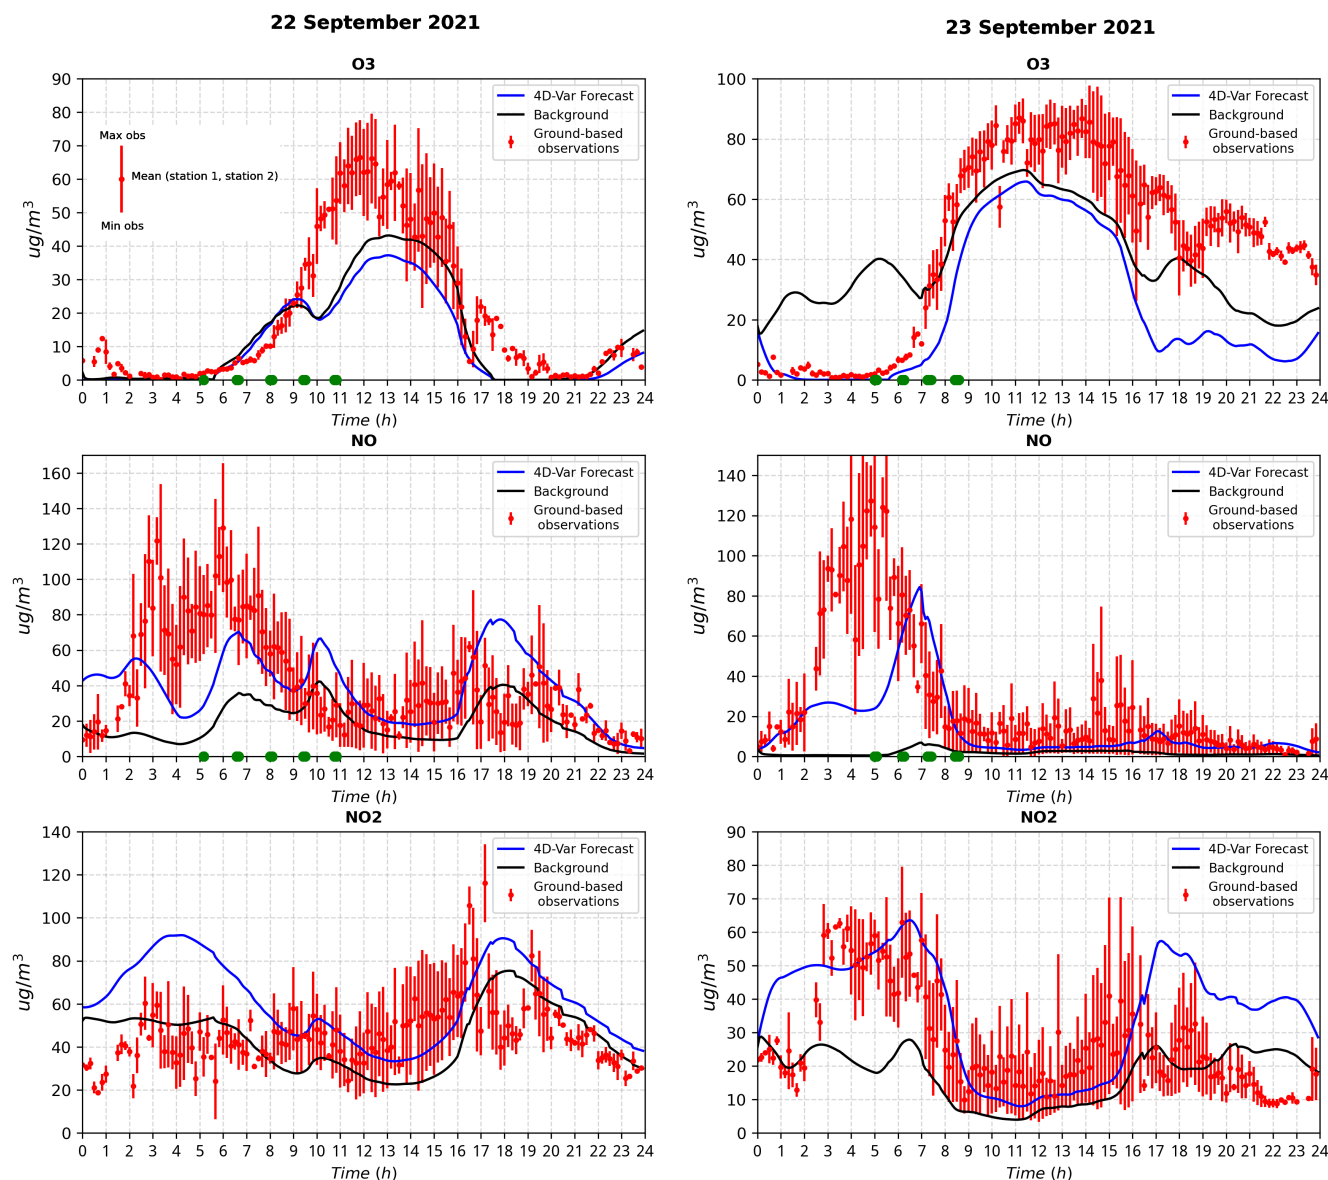 22 September 2021
23 September 2021
O3
90
80
70
60
50
40
30
20
10
0
ug/m³
Max obs
Mean (station 1, station 2)
Min obs
4D-Var Forecast
Background
Ground-based
observations
0 1 2 3 4 5 6 7 8 9 10 11 12 13 14 15 16 17 18 19 20 21 22 23 24
Time (h)
O3
100
80
60
40
20
0
ug/m³
4D-Var Forecast
Background
Ground-based
observations
0 1 2 3 4 5 6 7 8 9 10 11 12 13 14 15 16 17 18 19 20 21 22 23 24
Time (h)
NO
160
140
120
100
80
60
40
20
0
ug/m³
4D-Var Forecast
Background
Ground-based
observations
0 1 2 3 4 5 6 7 8 9 10 11 12 13 14 15 16 17 18 19 20 21 22 23 24
Time (h)
NO
140
120
100
80
60
40
20
0
ug/m³
4D-Var Forecast
Background
Ground-based
observations
0 1 2 3 4 5 6 7 8 9 10 11 12 13 14 15 16 17 18 19 20 21 22 23 24
Time (h)
NO2
140
120
100
80
60
40
20
0
ug/m³
4D-Var Forecast
Background
Ground-based
observations
0 1 2 3 4 5 6 7 8 9 10 11 12 13 14 15 16 17 18 19 20 21 22 23 24
Time (h)
NO2
90
80
70
60
50
40
30
20
10
0
ug/m³
4D-Var Forecast
Background
Ground-based
observations
0 1 2 3 4 5 6 7 8 9 10 11 12 13 14 15 16 17 18 19 20 21 22 23 24
Time (h)